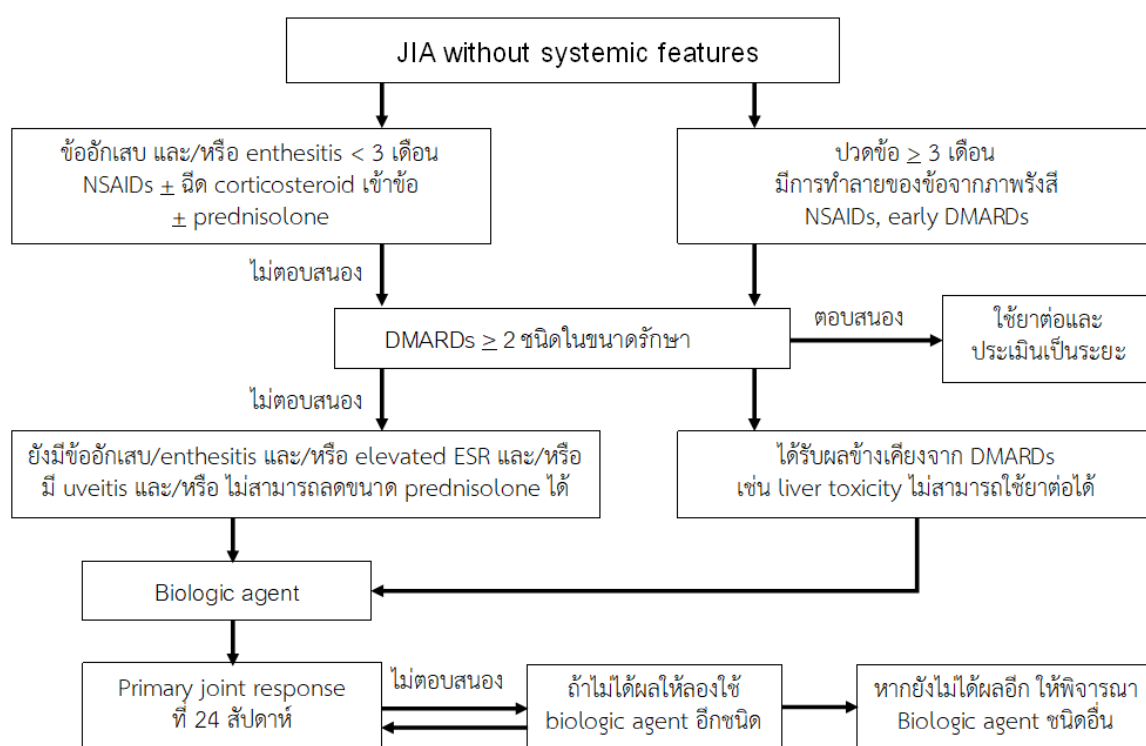 JIA without systemic features
ข้ออักเสบ และ/หรือ enthesitis < 3 เดือน
NSAIDs ± ฉีด corticosteroid เข้าข้อ
± prednisolone
ปวดข้อ ≥ 3 เดือน
มีการทำลายของข้อจากภาพรังสี
NSAIDs, early DMARDs
ไม่ตอบสนอง
DMARDs ≥ 2 ชนิดในขนาดรักษา
ตอบสนอง
ใช้ยาต่อและ
ประเมินเป็นระยะ
ไม่ตอบสนอง
ยังมีข้ออักเสบ/enthesitis และ/หรือ elevated ESR และ/หรือ
มี uveitis และ/หรือ ไม่สามารถลดขนาด prednisolone ได้
ได้รับผลข้างเคียงจาก DMARDs
เช่น liver toxicity ไม่สามารถใช้ยาต่อได้
Biologic agent
Primary joint response
ที่ 24 สัปดาห์
ไม่ตอบสนอง
ถ้าไม่ได้ผลให้ลองใช้
biologic agent อีกชนิด
หากยังไม่ได้ผลอีก ให้พิจารณา
Biologic agent ชนิดอื่น